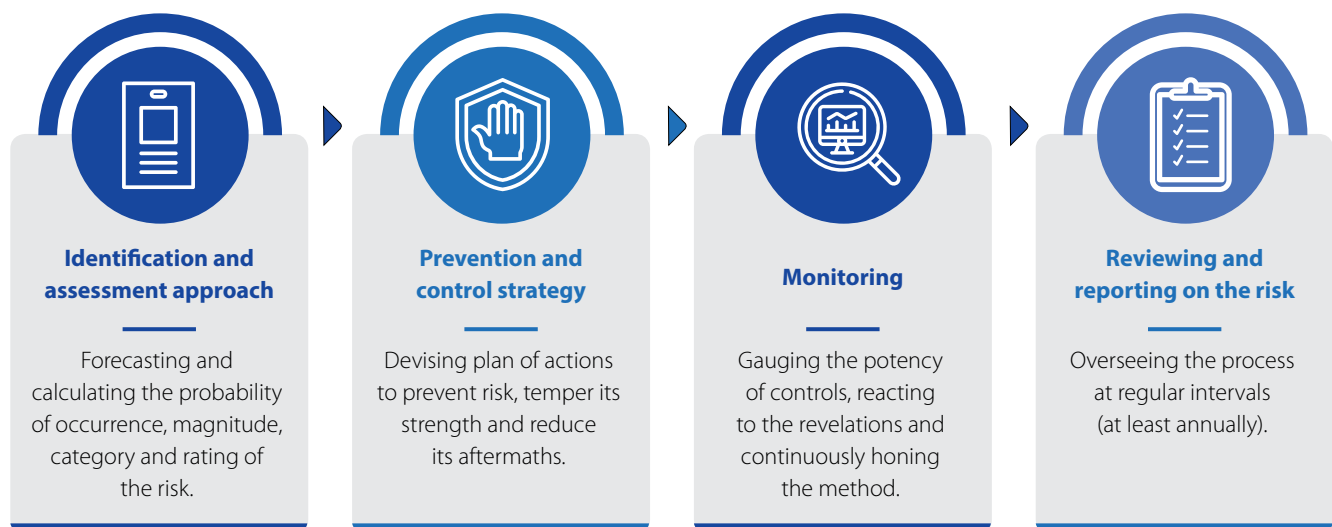 Identification and
assessment approach
Forecasting and
calculating the probability
of occurrence, magnitude,
category and rating of
the risk.
Prevention and
control strategy
Devising plan of actions
to prevent risk, temper its
strength and reduce
its aftermaths.
Monitoring
Gauging the potency
of controls, reacting
to the revelations and
continuously honing
the method.
Reviewing and
reporting on the risk
Overseeing the process
at regular intervals
(at least annually).